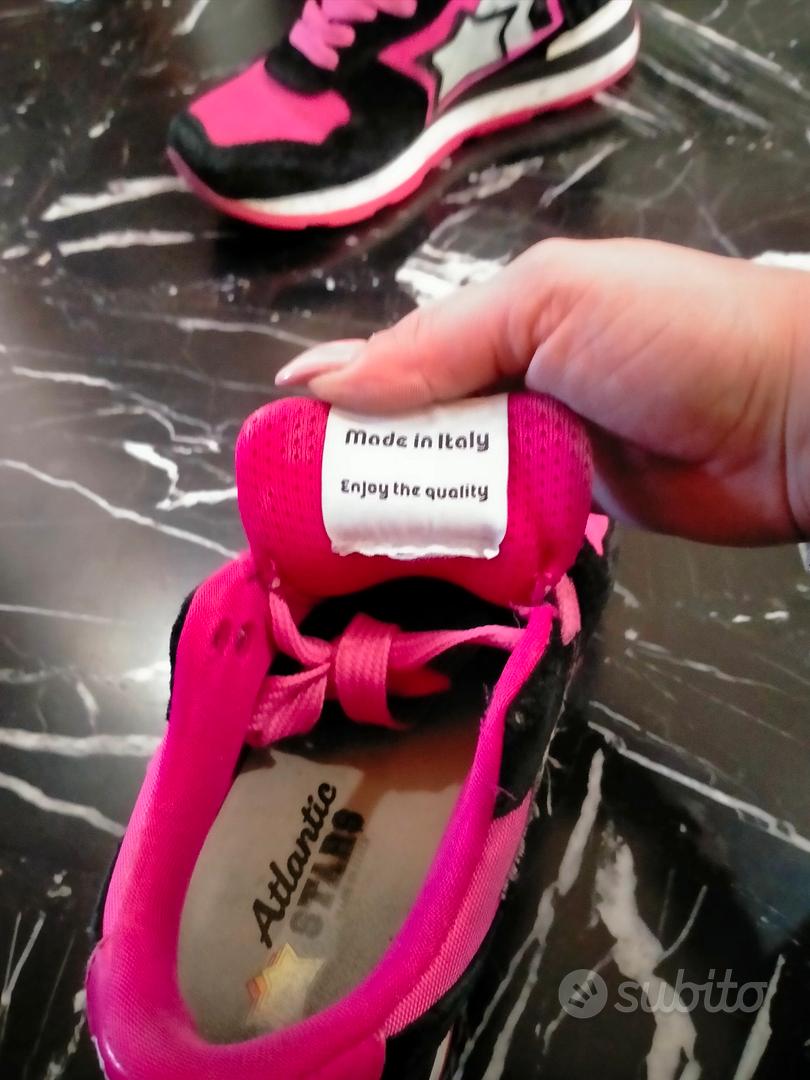 Made in Italy
Enjoy the quality
Atlantic
STARS
subito